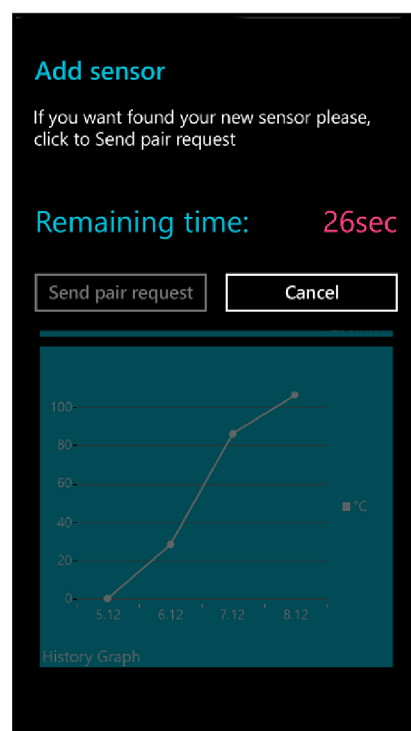 Add sensor
If you want found your new sensor please,
click to Send pair request
Remaining time: 26sec
Send pair request Cancel
100
80
60
40
20
0
°C
5.12 6.12 7.12 8.12
History Graph